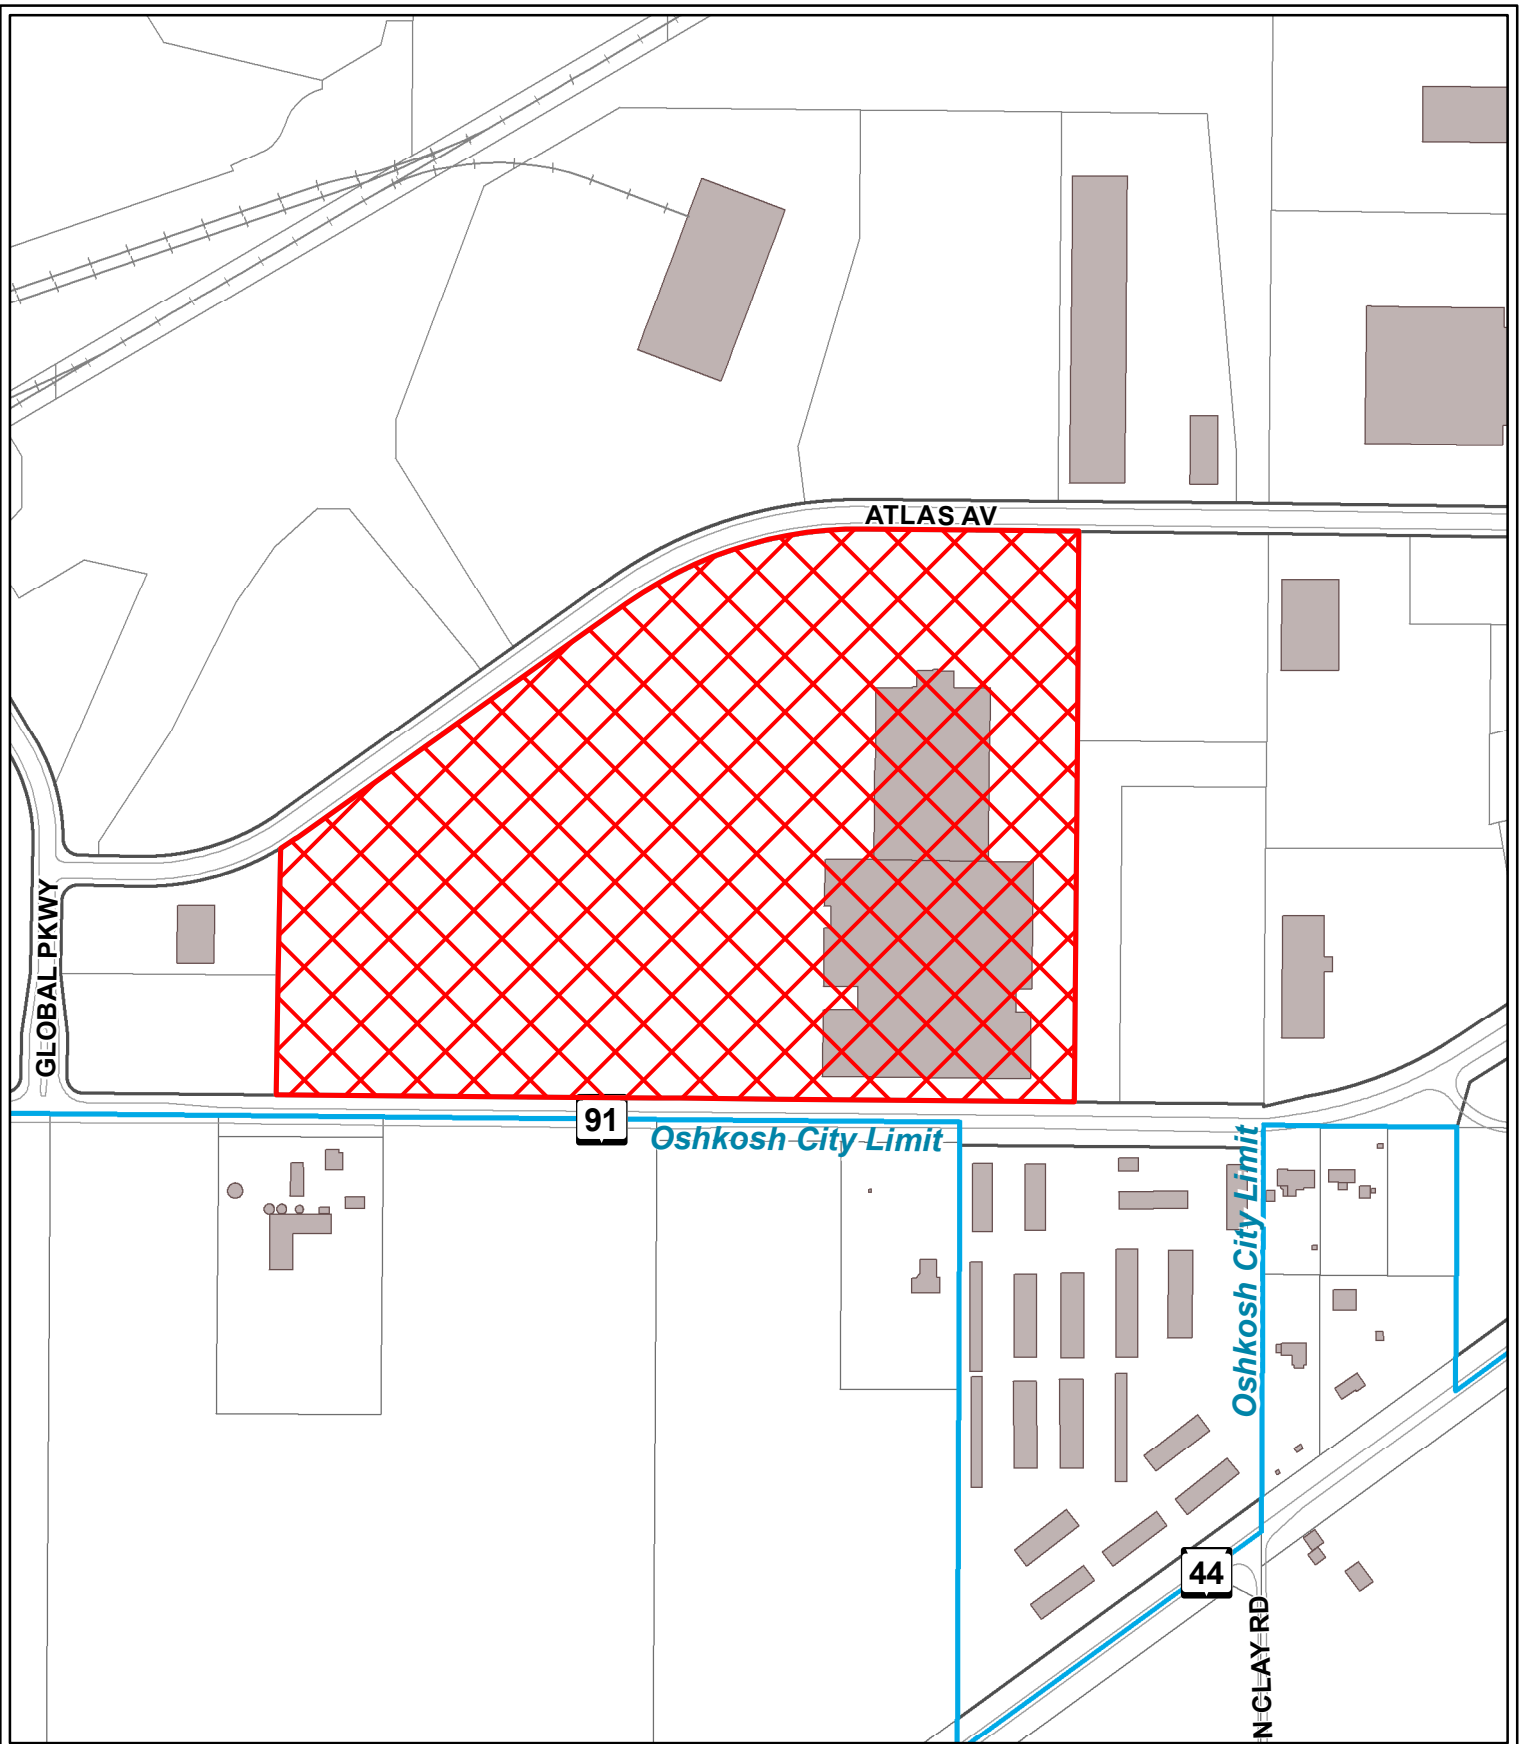 ATLAS AV
GLOBAL PKWY
91
Oshkosh City Limit
Oshkosh City Limit
44
N CLAY RD